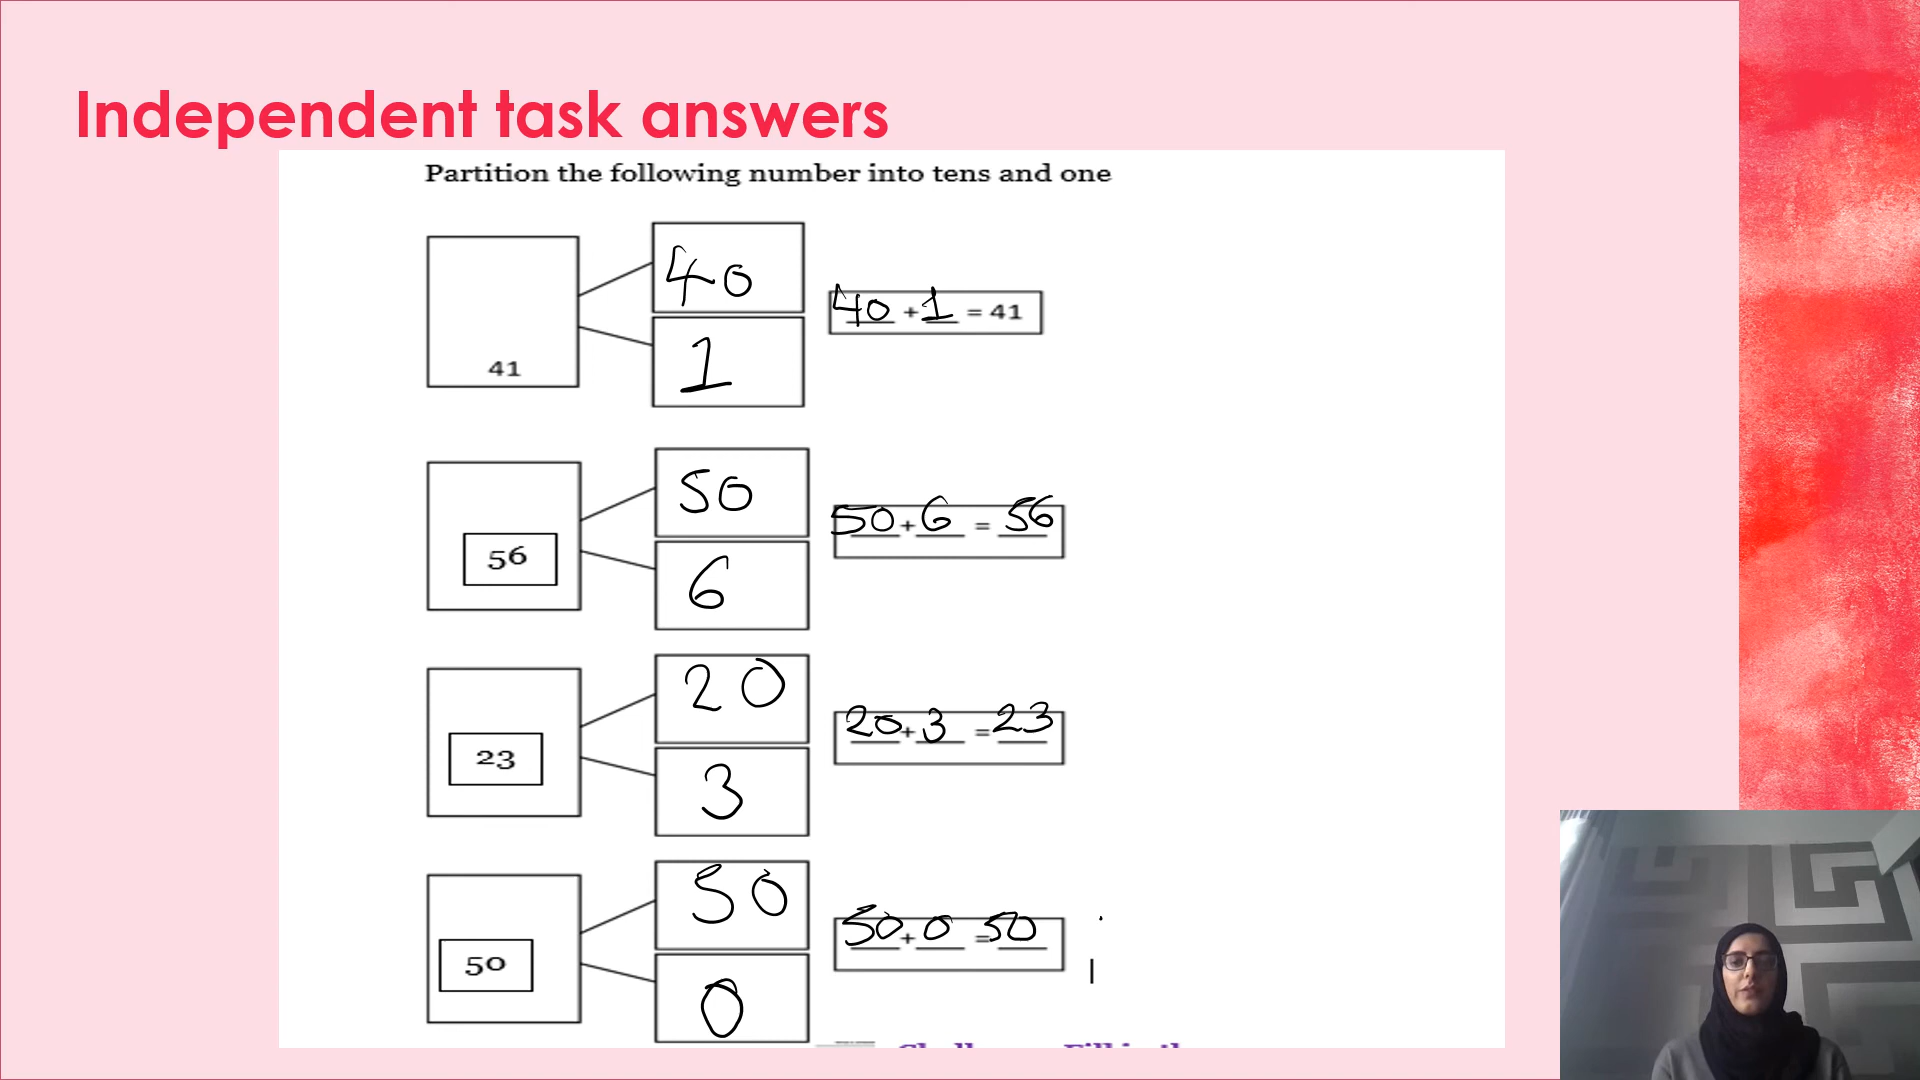 Independent task answers
Partition the following number into tens and one
40
41
1
40 + 1 = 41
50
56
6
50 + 6 = 56
20
23
3
20 + 3 = 23
50
50
0
50 + 0 = 50